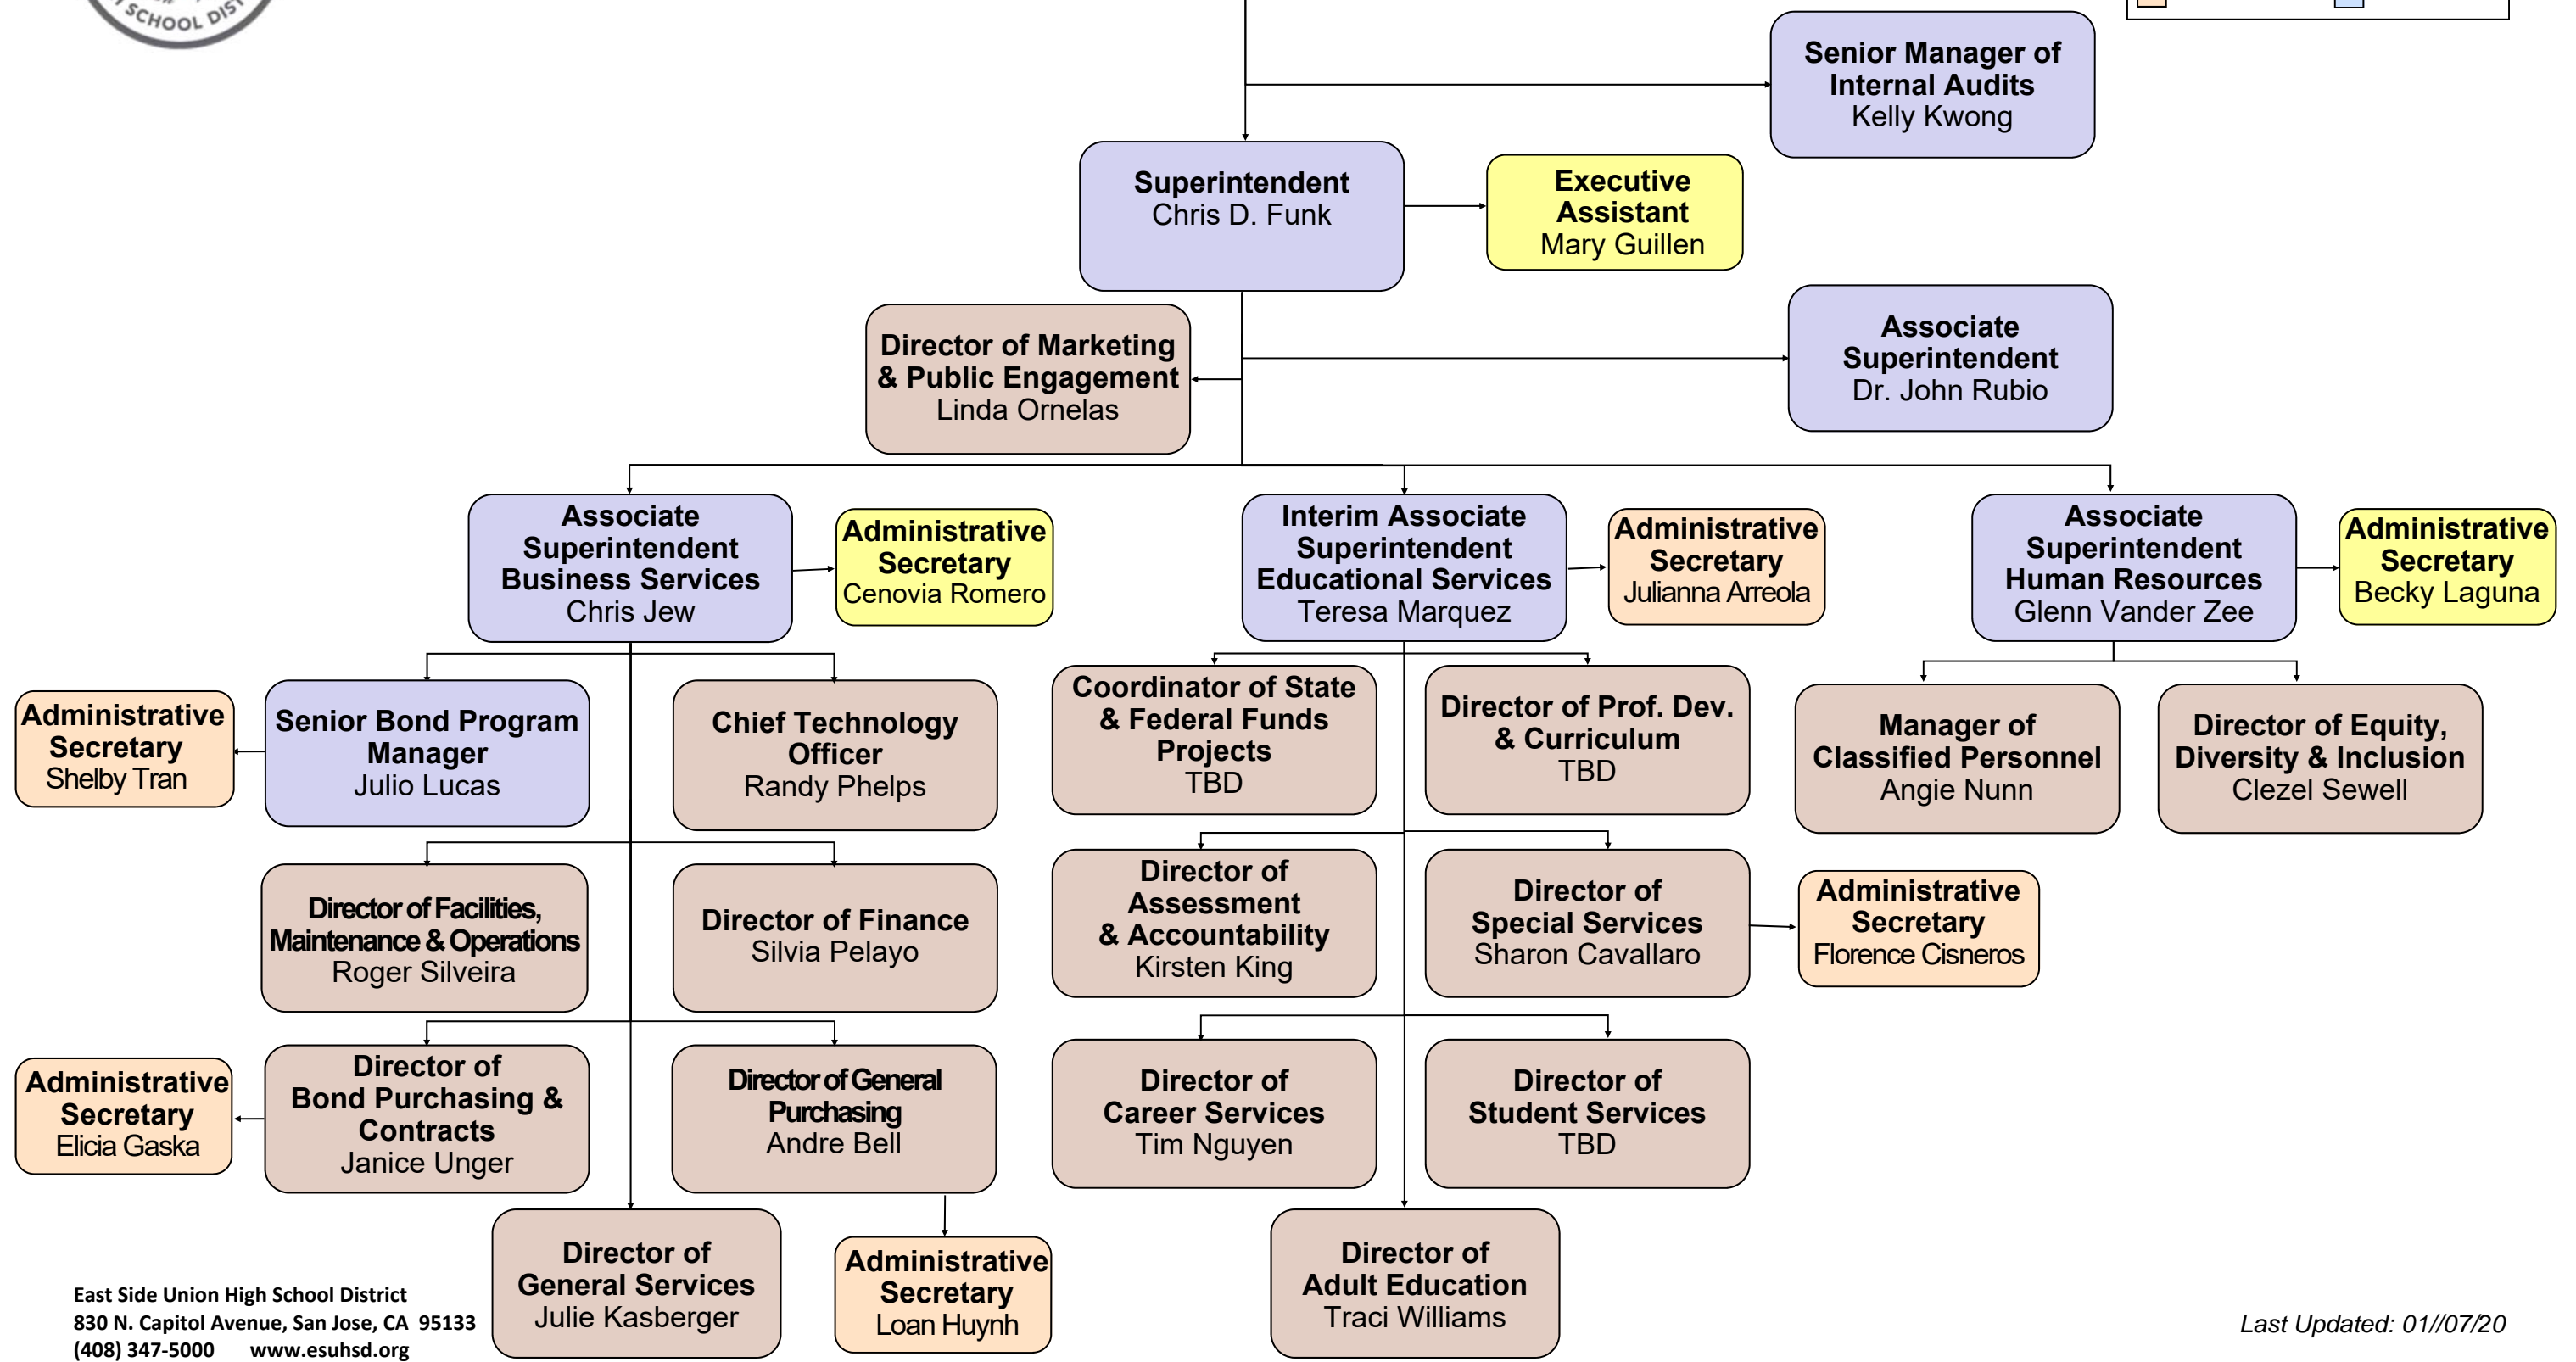 SCHOOL DIST
Senior Manager of
Internal Audits
Kelly Kwong
Superintendent
Chris D. Funk
Executive
Assistant
Mary Guillen
Director of Marketing
& Public Engagement
Linda Ornelas
Associate
Superintendent
Dr. John Rubio
Associate
Superintendent
Business Services
Chris Jew
Administrative
Secretary
Cenovia Romero
Interim Associate
Superintendent
Educational Services
Teresa Marquez
Administrative
Secretary
Julianna Arreola
Associate
Superintendent
Human Resources
Glenn Vander Zee
Administrative
Secretary
Becky Laguna
Administrative
Secretary
Shelby Tran
Senior Bond Program
Manager
Julio Lucas
Chief Technology
Officer
Randy Phelps
Coordinator of State
& Federal Funds
Projects
TBD
Director of Prof. Dev.
& Curriculum
TBD
Manager of
Classified Personnel
Angie Nunn
Director of Equity,
Diversity & Inclusion
Clezel Sewell
Director of Facilities,
Maintenance & Operations
Roger Silveira
Director of Finance
Silvia Pelayo
Director of
Assessment
& Accountability
Kirsten King
Director of
Special Services
Sharon Cavallaro
Administrative
Secretary
Florence Cisneros
Administrative
Secretary
Elicia Gaska
Director of
Bond Purchasing &
Contracts
Janice Unger
Director of General
Purchasing
Andre Bell
Director of
Career Services
Tim Nguyen
Director of
Student Services
TBD
Director of
General Services
Julie Kasberger
Administrative
Secretary
Loan Huynh
Director of
Adult Education
Traci Williams
East Side Union High School District
830 N. Capitol Avenue, San Jose, CA 95133
(408) 347-5000 www.esuhsd.org
Last Updated: 01//07/20